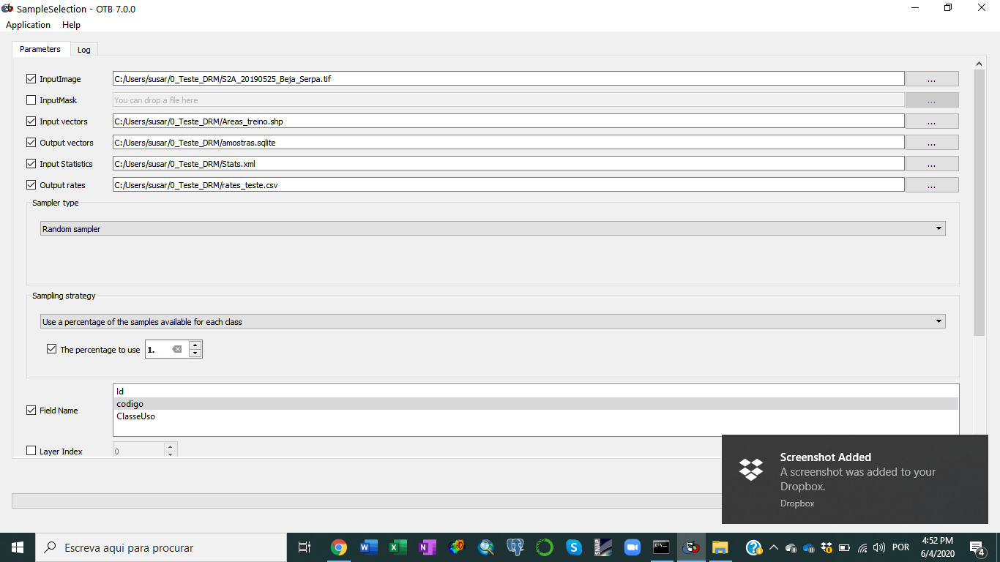 SampleSelection - OTB 7.0.0
Application Help
Parameters Log
InputImage C:/Users/susar/0_Teste_DRM/S2A_20190525_Beja_Serpa.tif ...
InputMask You can drop a file here ...
Input vectors C:/Users/susar/0_Teste_DRM/Areas_treino.shp ...
Output vectors C:/Users/susar/0_Teste_DRM/amostras.sqlite ...
Input Statistics C:/Users/susar/0_Teste_DRM/Stats.xml ...
Output rates C:/Users/susar/0_Teste_DRM/rates_teste.csv ...
Sampler type
Random sampler
Sampling strategy
Use a percentage of the samples available for each class
The percentage to use 1.
Field Name
Id
codigo
ClasseUso
Layer Index 0
Screenshot Added
A screenshot was added to your
Dropbox.
Dropbox
Escreva aqui para procurar
SNAP
POR
4:52 PM
6/4/2020
4